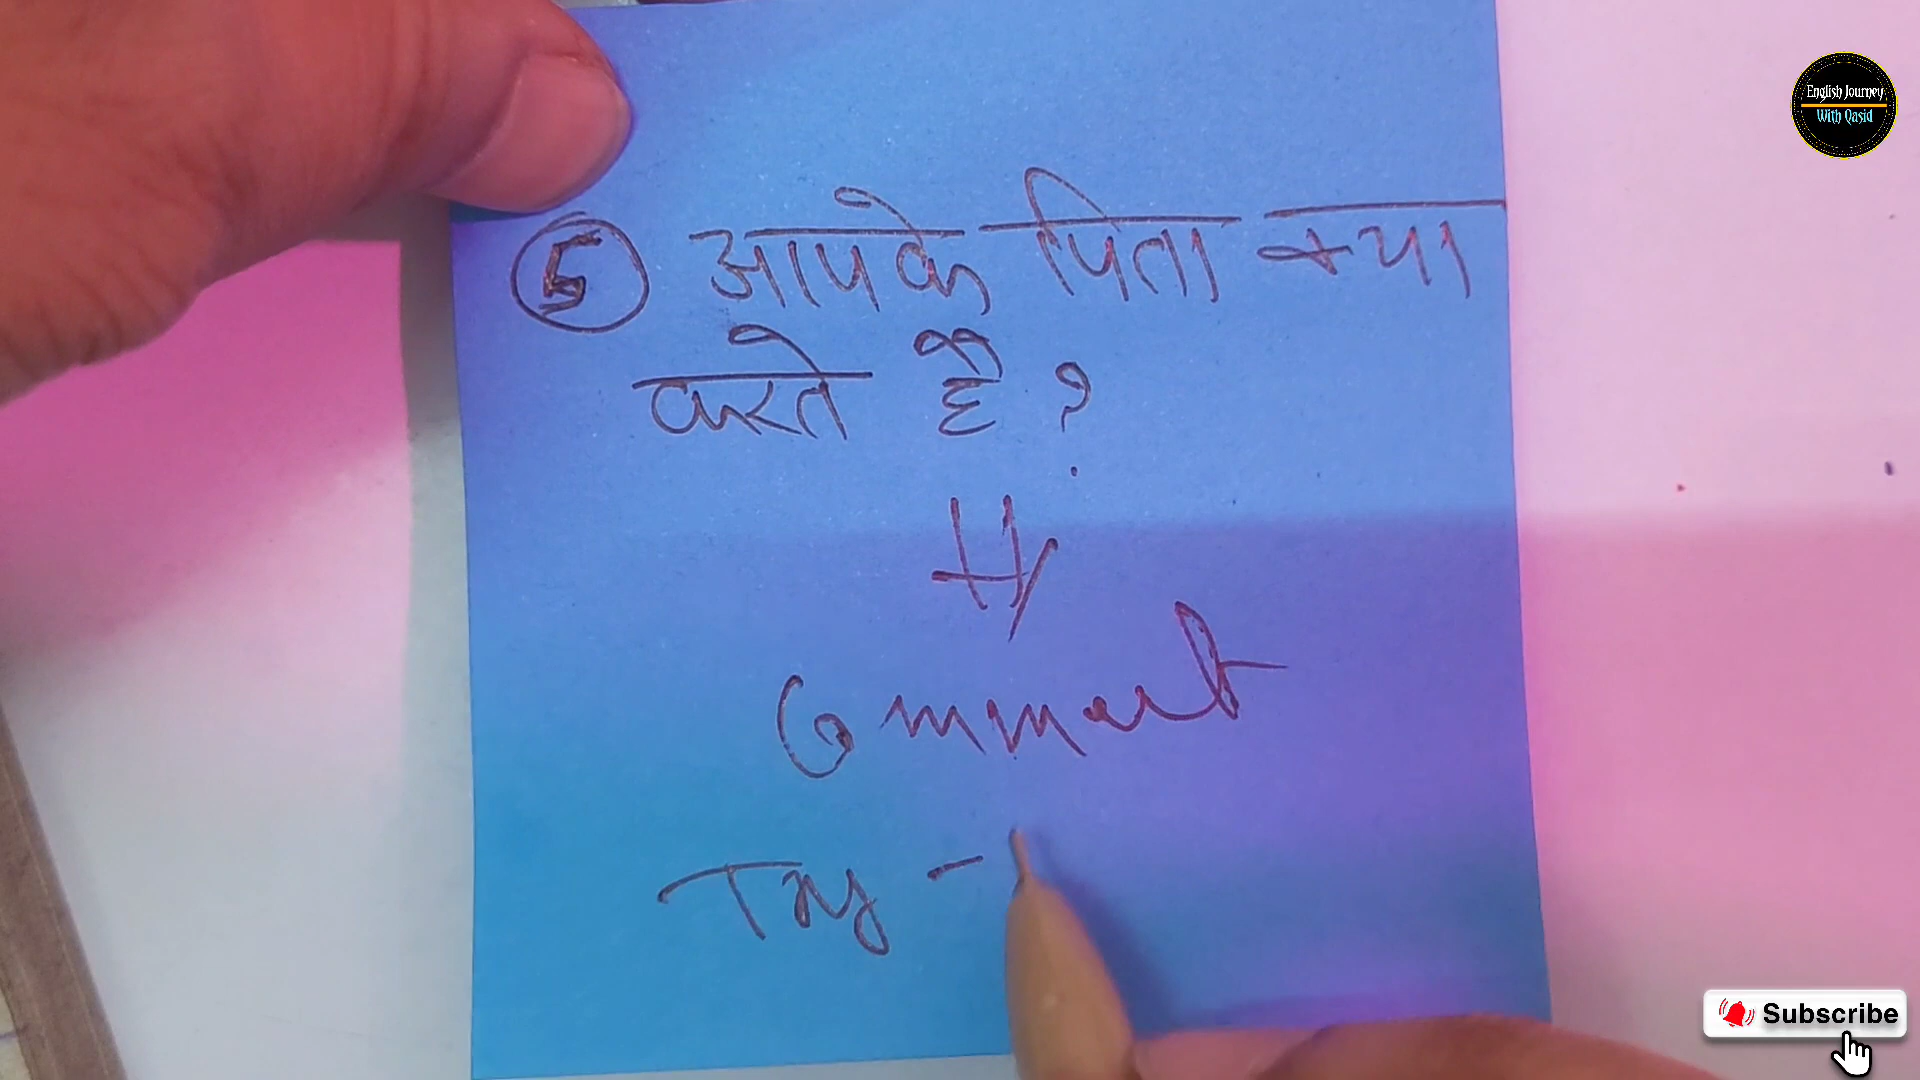 English Journey
With Qasid
5 आपके पिता क्या
करते है ?
Comment
Try -
Subscribe